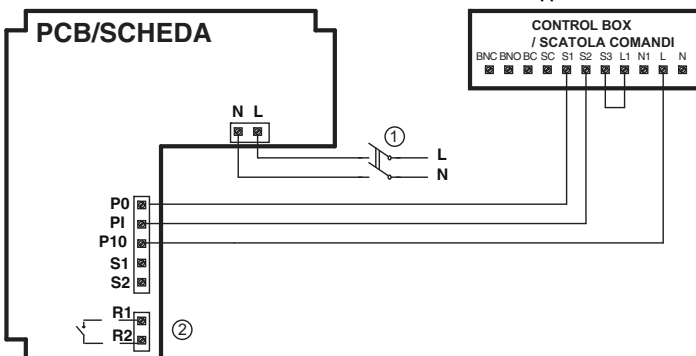 PCB/SCHEDA
CONTROL BOX
/ SCATOLA COMANDI
BNC BNO BC SC S1 S2 S3 L1 N1 L N
N L
1
L
N
P0
PI
P10
S1
S2
R1
R2
2